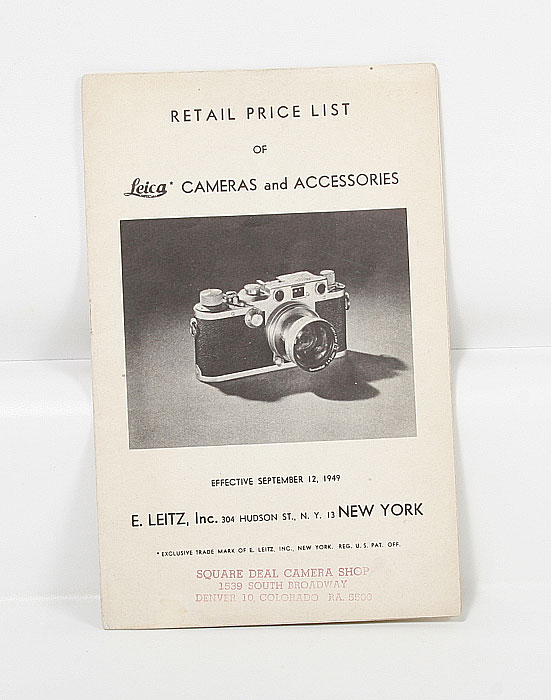 RETAIL PRICE LIST
OF
Leica* CAMERAS and ACCESSORIES
EFFECTIVE SEPTEMBER 12, 1949
E. LEITZ, Inc. 304 HUDSON ST., N. Y. 13 NEW YORK
*EXCLUSIVE TRADE MARK OF E. LEITZ, INC., NEW YORK. REG. U. S. PAT. OFF.
SQUARE DEAL CAMERA SHOP
1539 SOUTH BROADWAY
DENVER 10, COLORADO RA. 5500